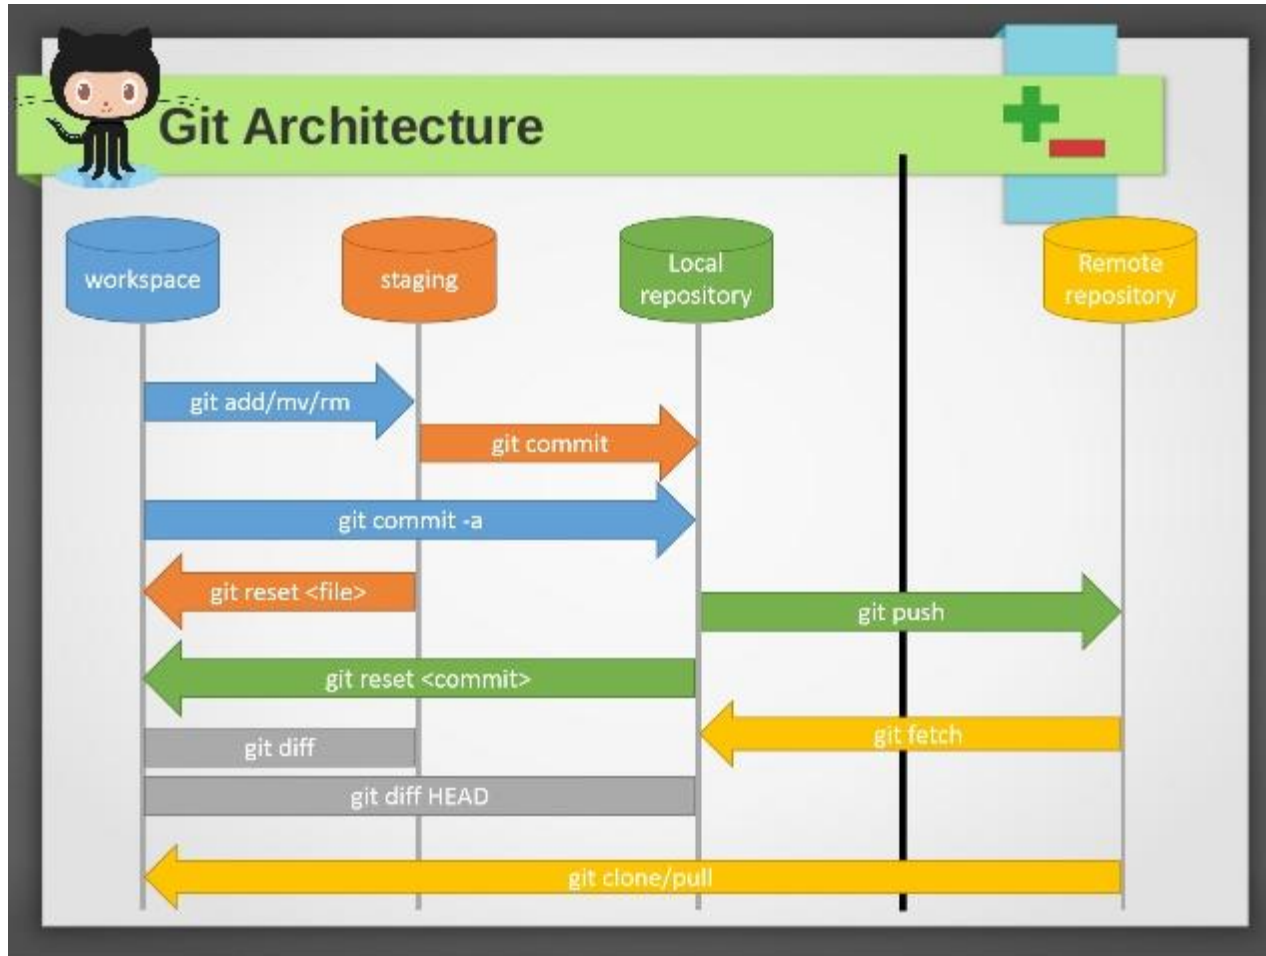 Git Architecture
workspace
staging
Local
repository
Remote
repository
git add/mv/rm
git commit
git commit -a
git reset <file>
git push
git reset <commit>
git fetch
git diff
git diff HEAD
git clone/pull